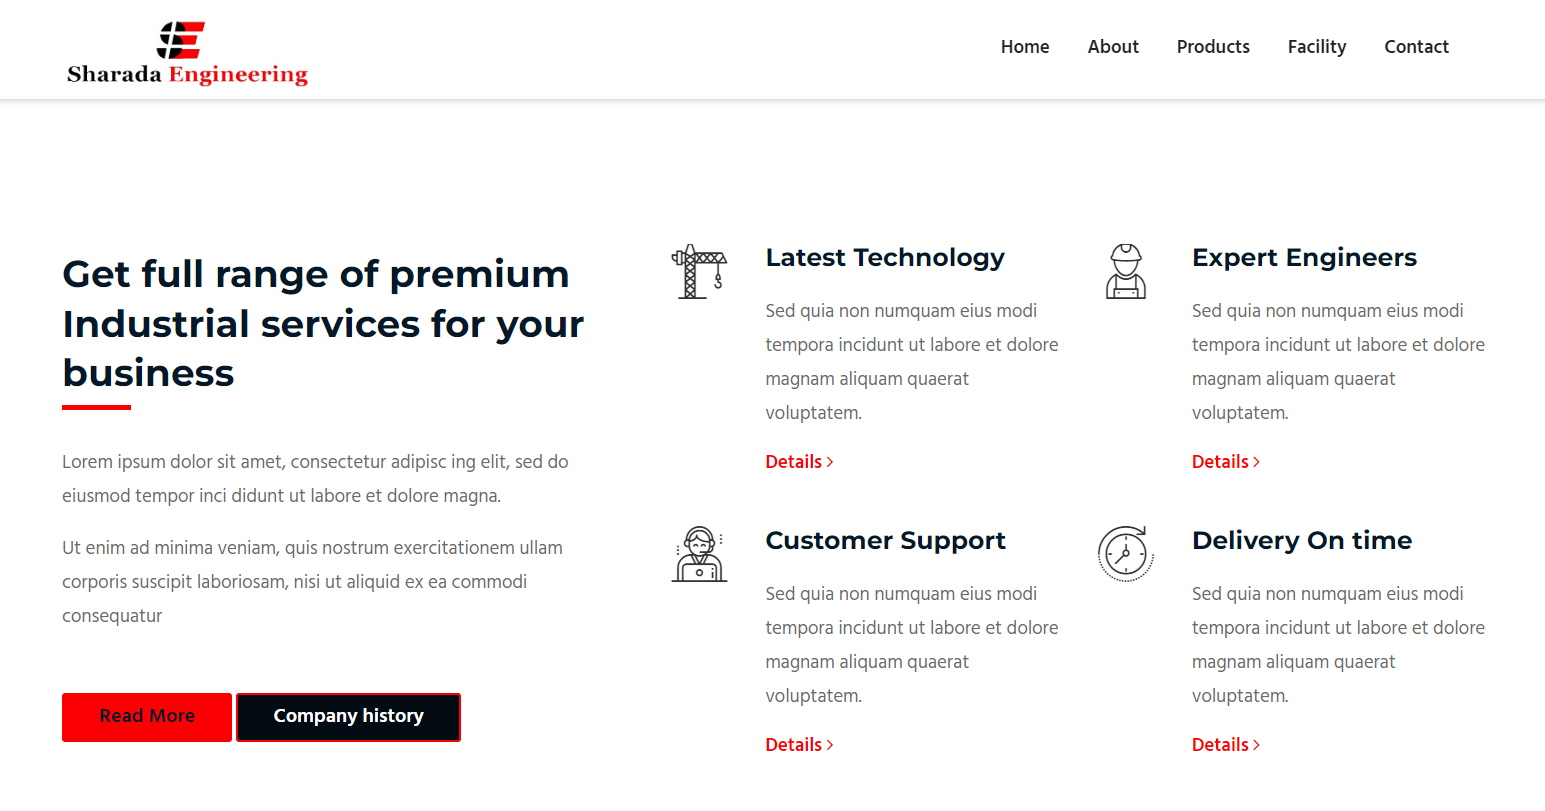 Sharada Engineering
Home
About
Products
Facility
Contact
Get full range of premium
Industrial services for your
business
Lorem ipsum dolor sit amet, consectetur adipisc ing elit, sed do
eiusmod tempor inci didunt ut labore et dolore magna.
Ut enim ad minima veniam, quis nostrum exercitationem ullam
corporis suscipit laboriosam, nisi ut aliquid ex ea commodi
consequatur
Read More
Company history
Latest Technology
Sed quia non numquam eius modi
tempora incidunt ut labore et dolore
magnam aliquam quaerat
voluptatem.
Details
Expert Engineers
Sed quia non numquam eius modi
tempora incidunt ut labore et dolore
magnam aliquam quaerat
voluptatem.
Details
Customer Support
Sed quia non numquam eius modi
tempora incidunt ut labore et dolore
magnam aliquam quaerat
voluptatem.
Details
Delivery On time
Sed quia non numquam eius modi
tempora incidunt ut labore et dolore
magnam aliquam quaerat
voluptatem.
Details